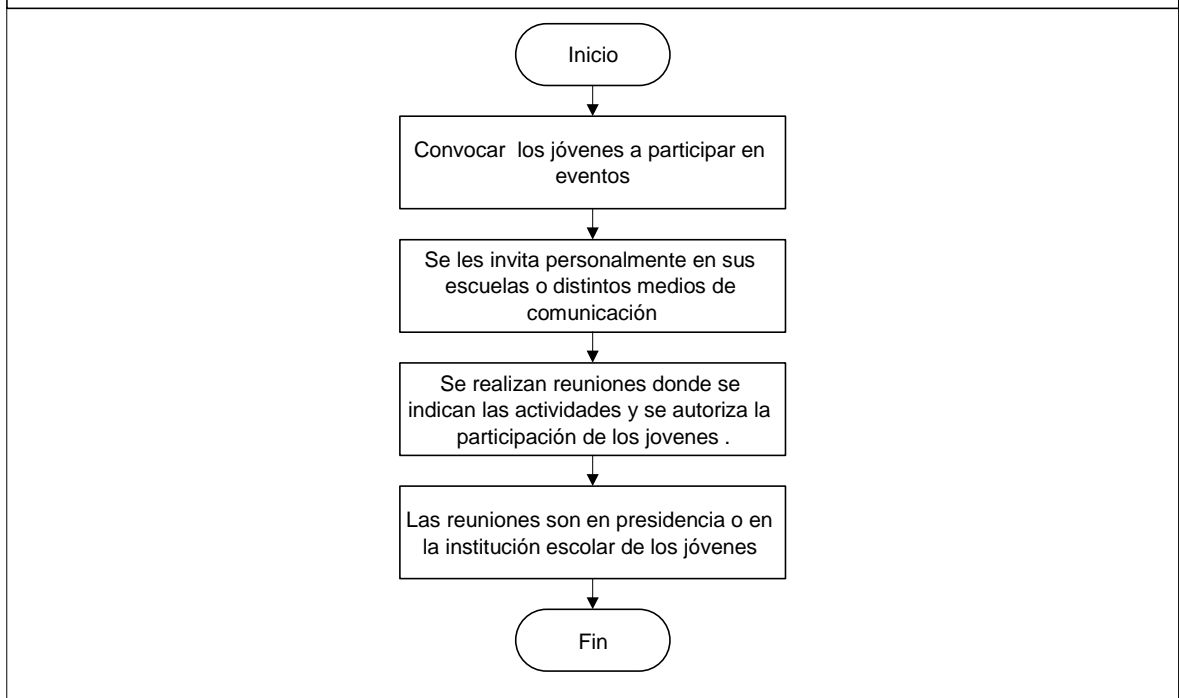 Inicio
Convocar los jóvenes a participar en
eventos
Se les invita personalmente en sus
escuelas o distintos medios de
comunicación
Se realizan reuniones donde se
indican las actividades y se autoriza la
participación de los jovenes .
Las reuniones son en presidencia o en
la institución escolar de los jóvenes
Fin